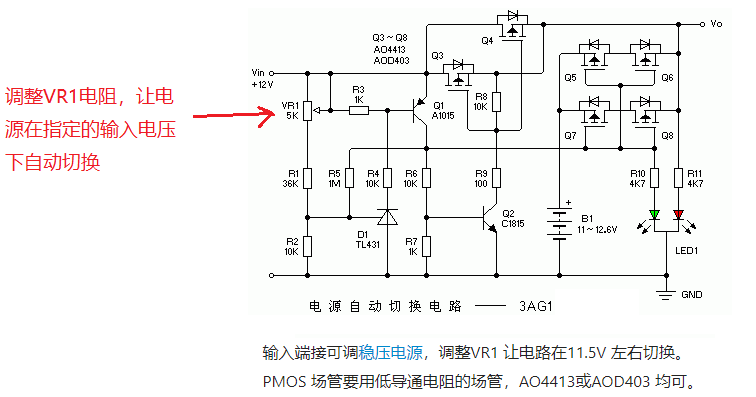 Q3～Q8
AO4413
AOD403
Q4
Vo
Q3
Q5
Q6
Vin
+12V
调整VR1电阻，让电
源在指定的输入电压
下自动切换
VR1
5K
R3
1K
Q1
A1015
R8
10K
Q7
Q8
R1
36K
R5
1M
R4
10K
R6
10K
R9
100
R10
4K7
R11
4K7
R2
10K
D1
TL431
R7
1K
Q2
C1815
+
B1
11～12.6V
LED1
GND
电源自动切换电路 —— 3AG1
输入端接可调稳压电源，调整VR1 让电路在11.5V 左右切换。
PMOS 场管要用低导通电阻的场管，AO4413或AOD403 均可。